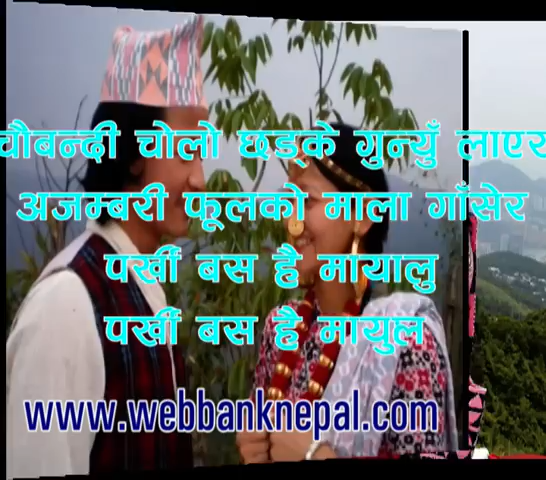 चौबन्दी चोलो छड्के गुन्युँ लाएर
अजम्बरी फूलको माला गाँसेर
पर्खी बस है मायालु
पर्खी बस है मायुल
www.webbanknepal.com